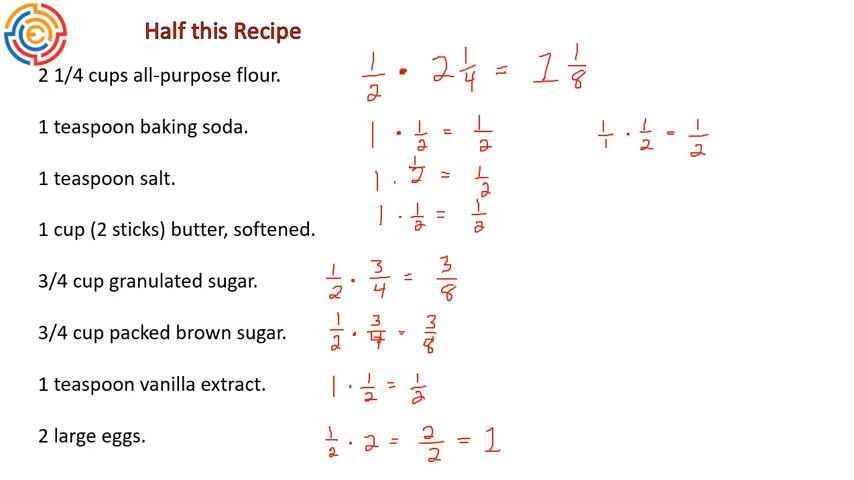 Half this Recipe
2 1/4 cups all-purpose flour. 1/2 · 2 1/4 = 1 1/8
1 teaspoon baking soda. 1 · 1/2 = 1/2 1/1 · 1/2 = 1/2
1 teaspoon salt. 1 · 1/2 = 1/2
1 cup (2 sticks) butter, softened. 1 · 1/2 = 1/2
3/4 cup granulated sugar. 1/2 · 3/4 = 3/8
3/4 cup packed brown sugar. 1/2 · 3/4 = 3/8
1 teaspoon vanilla extract. 1 · 1/2 = 1/2
2 large eggs. 1/2 · 2 = 2/2 = 1